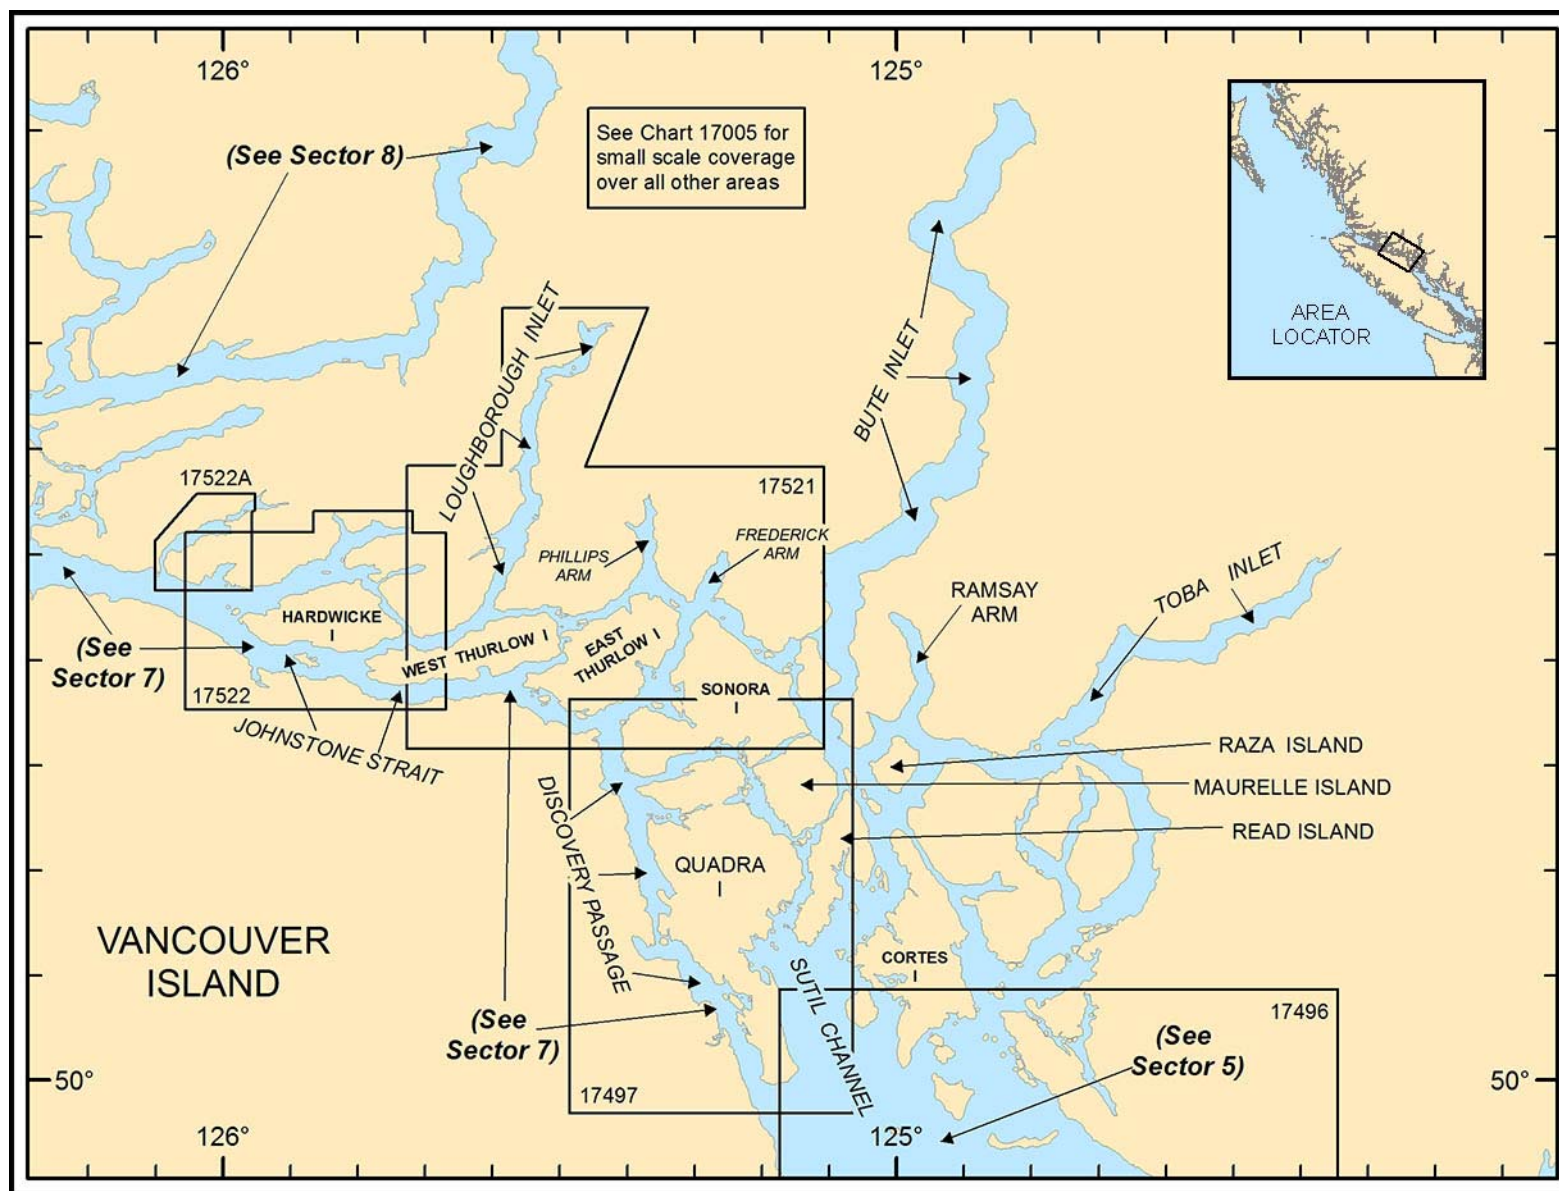 126°
125°
(See Sector 8)
See Chart 17005 for
small scale coverage
over all other areas
AREA
LOCATOR
LOUGHBOROUGH INLET
BUTE INLET
17522A
17521
PHILLIPS
ARM
FREDERICK
ARM
RAMSAY
ARM
TOBA INLET
HARDWICKE
I
(See
Sector 7)
WEST THURLOW I
EAST
THURLOW I
17522
SONORA
I
JOHNSTONE STRAIT
RAZA ISLAND
MAURELLE ISLAND
READ ISLAND
DISCOVERY PASSAGE
QUADRA
I
VANCOUVER
ISLAND
CORTES
I
SUTIL CHANNEL
(See
Sector 7)
17496
(See
Sector 5)
50°
50°
17497
126°
125°